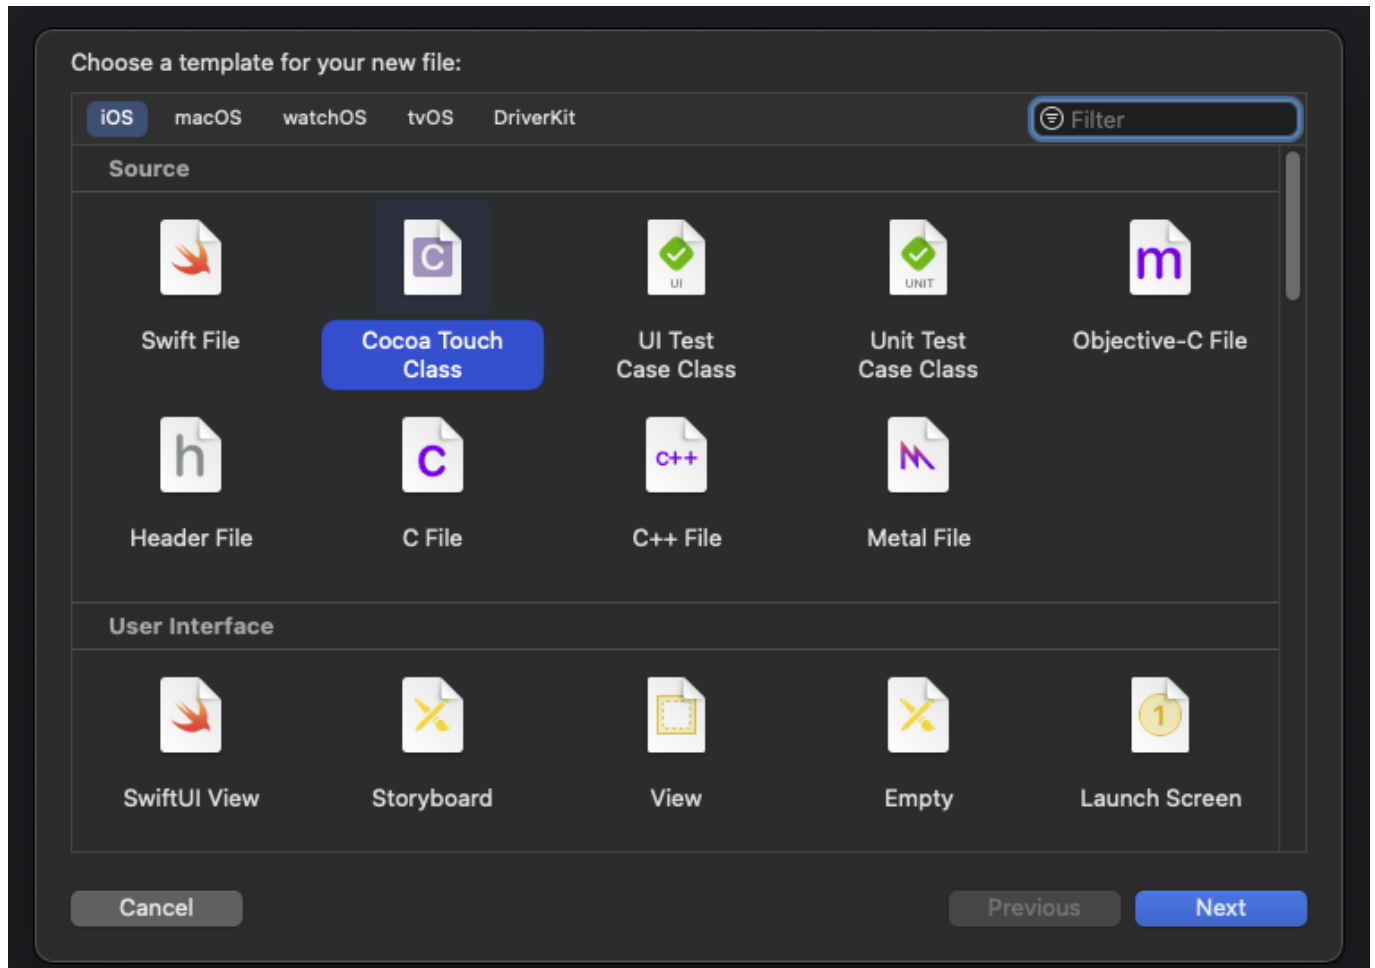 Choose a template for your new file:
iOS macOS watchOS tvOS DriverKit Filter
Source
C UI UNIT m
Swift File Cocoa Touch Class UI Test Case Class Unit Test Case Class Objective-C File
h C C++
Header File C File C++ File Metal File
User Interface
1
SwiftUI View Storyboard View Empty Launch Screen
Cancel Previous Next